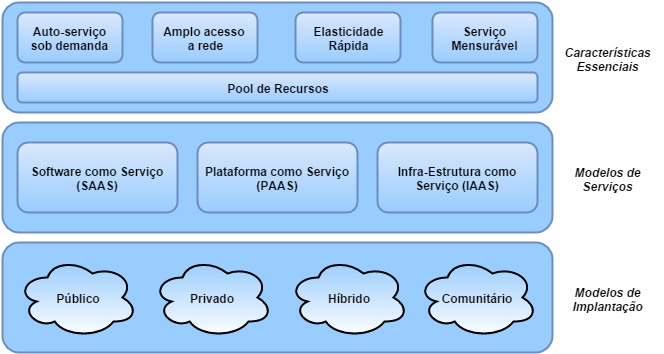 Auto-serviço
sob demanda
Amplo acesso
a rede
Elasticidade
Rápida
Serviço
Mensurável
Pool de Recursos
Características
Essenciais
Software como Serviço
(SAAS)
Plataforma como Serviço
(PAAS)
Infra-Estrutura como
Serviço (IAAS)
Modelos de
Serviços
Público
Privado
Híbrido
Comunitário
Modelos de
Implantação